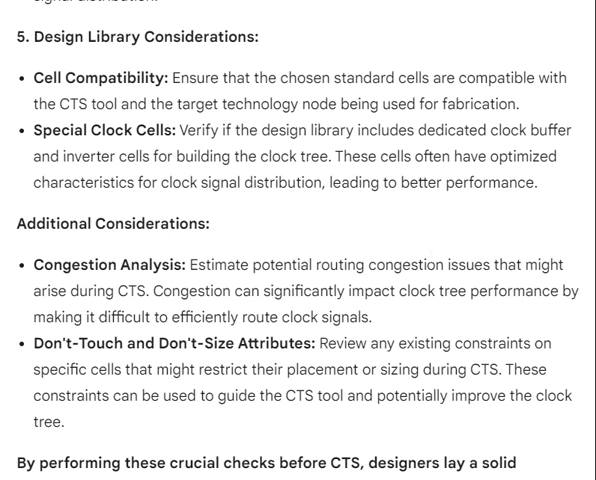 signal distribution.
5. Design Library Considerations:
• Cell Compatibility: Ensure that the chosen standard cells are compatible with
the CTS tool and the target technology node being used for fabrication.
• Special Clock Cells: Verify if the design library includes dedicated clock buffer
and inverter cells for building the clock tree. These cells often have optimized
characteristics for clock signal distribution, leading to better performance.
Additional Considerations:
• Congestion Analysis: Estimate potential routing congestion issues that might
arise during CTS. Congestion can significantly impact clock tree performance by
making it difficult to efficiently route clock signals.
• Don't-Touch and Don't-Size Attributes: Review any existing constraints on
specific cells that might restrict their placement or sizing during CTS. These
constraints can be used to guide the CTS tool and potentially improve the clock
tree.
By performing these crucial checks before CTS, designers lay a solid